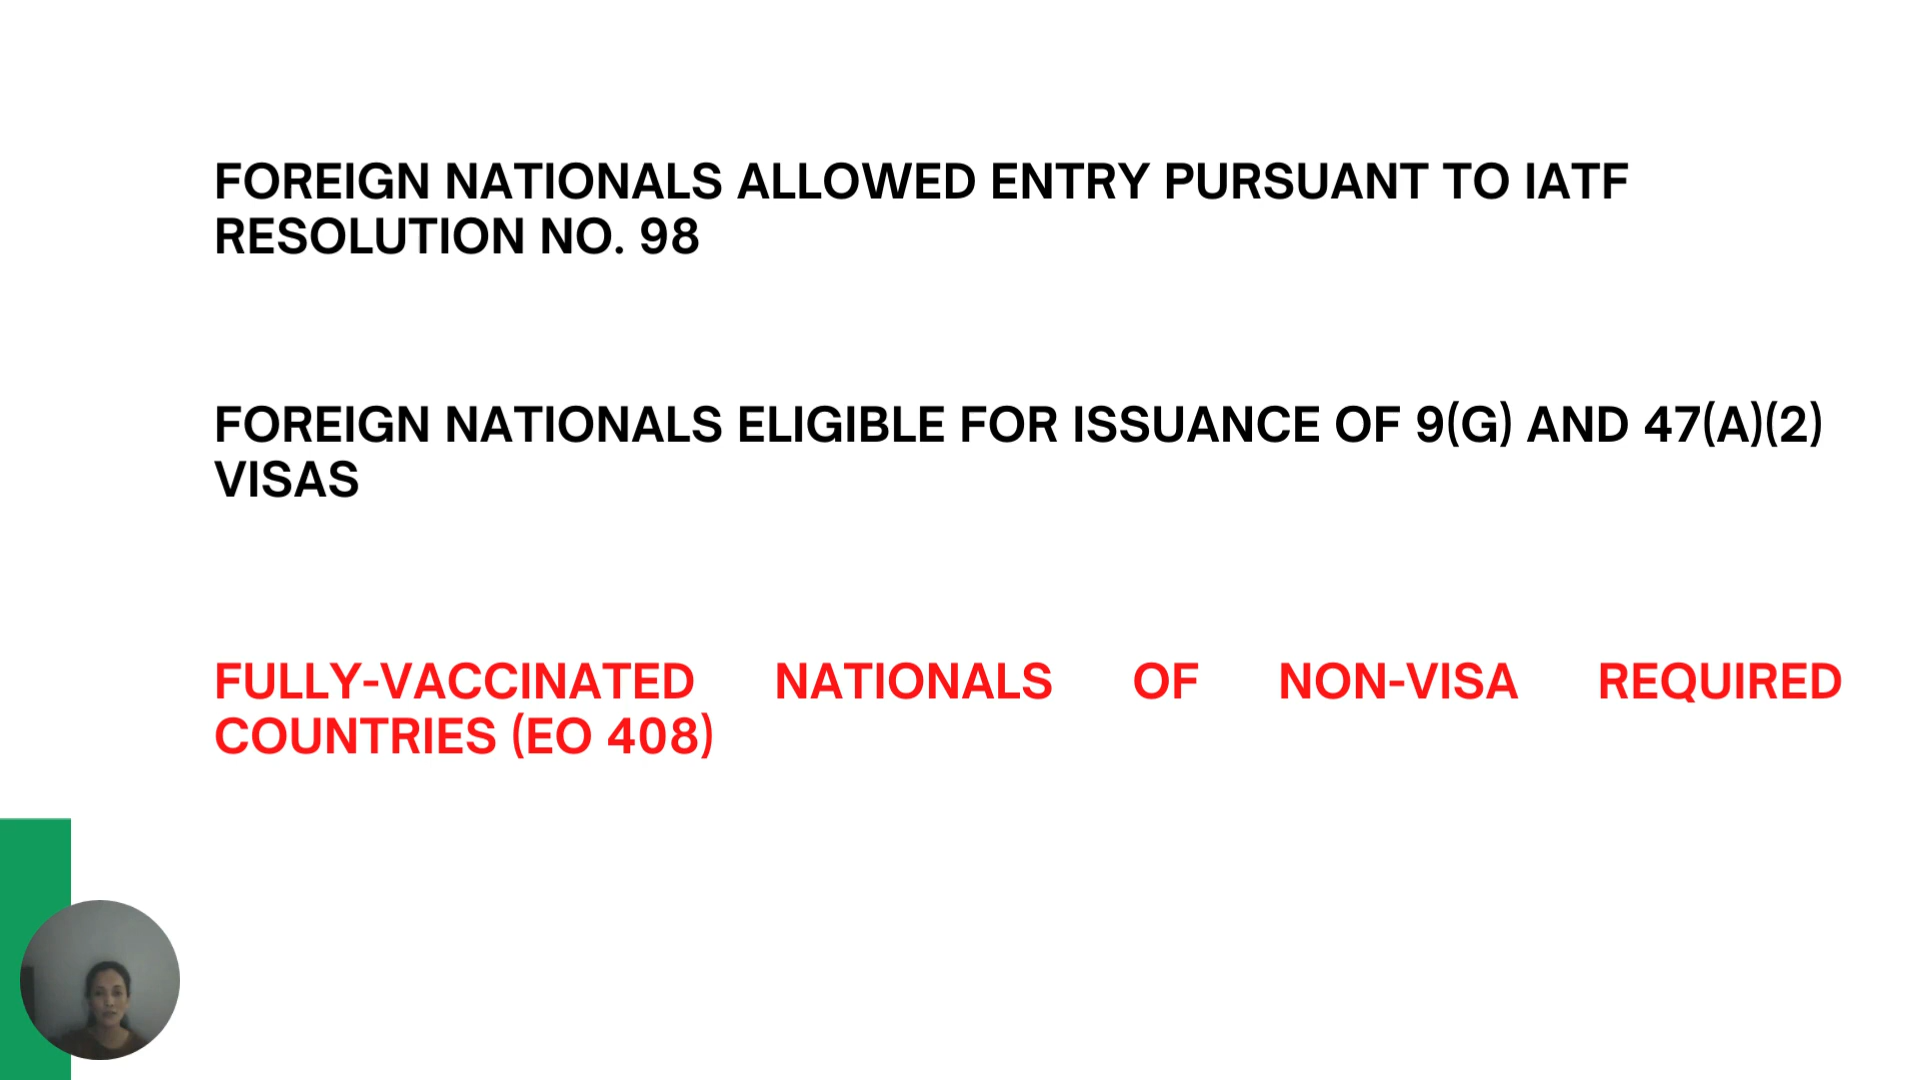 FOREIGN NATIONALS ALLOWED ENTRY PURSUANT TO IATF
RESOLUTION NO. 98
FOREIGN NATIONALS ELIGIBLE FOR ISSUANCE OF 9(G) AND 47(A)(2)
VISAS
FULLY-VACCINATED NATIONALS OF NON-VISA REQUIRED
COUNTRIES (EO 408)